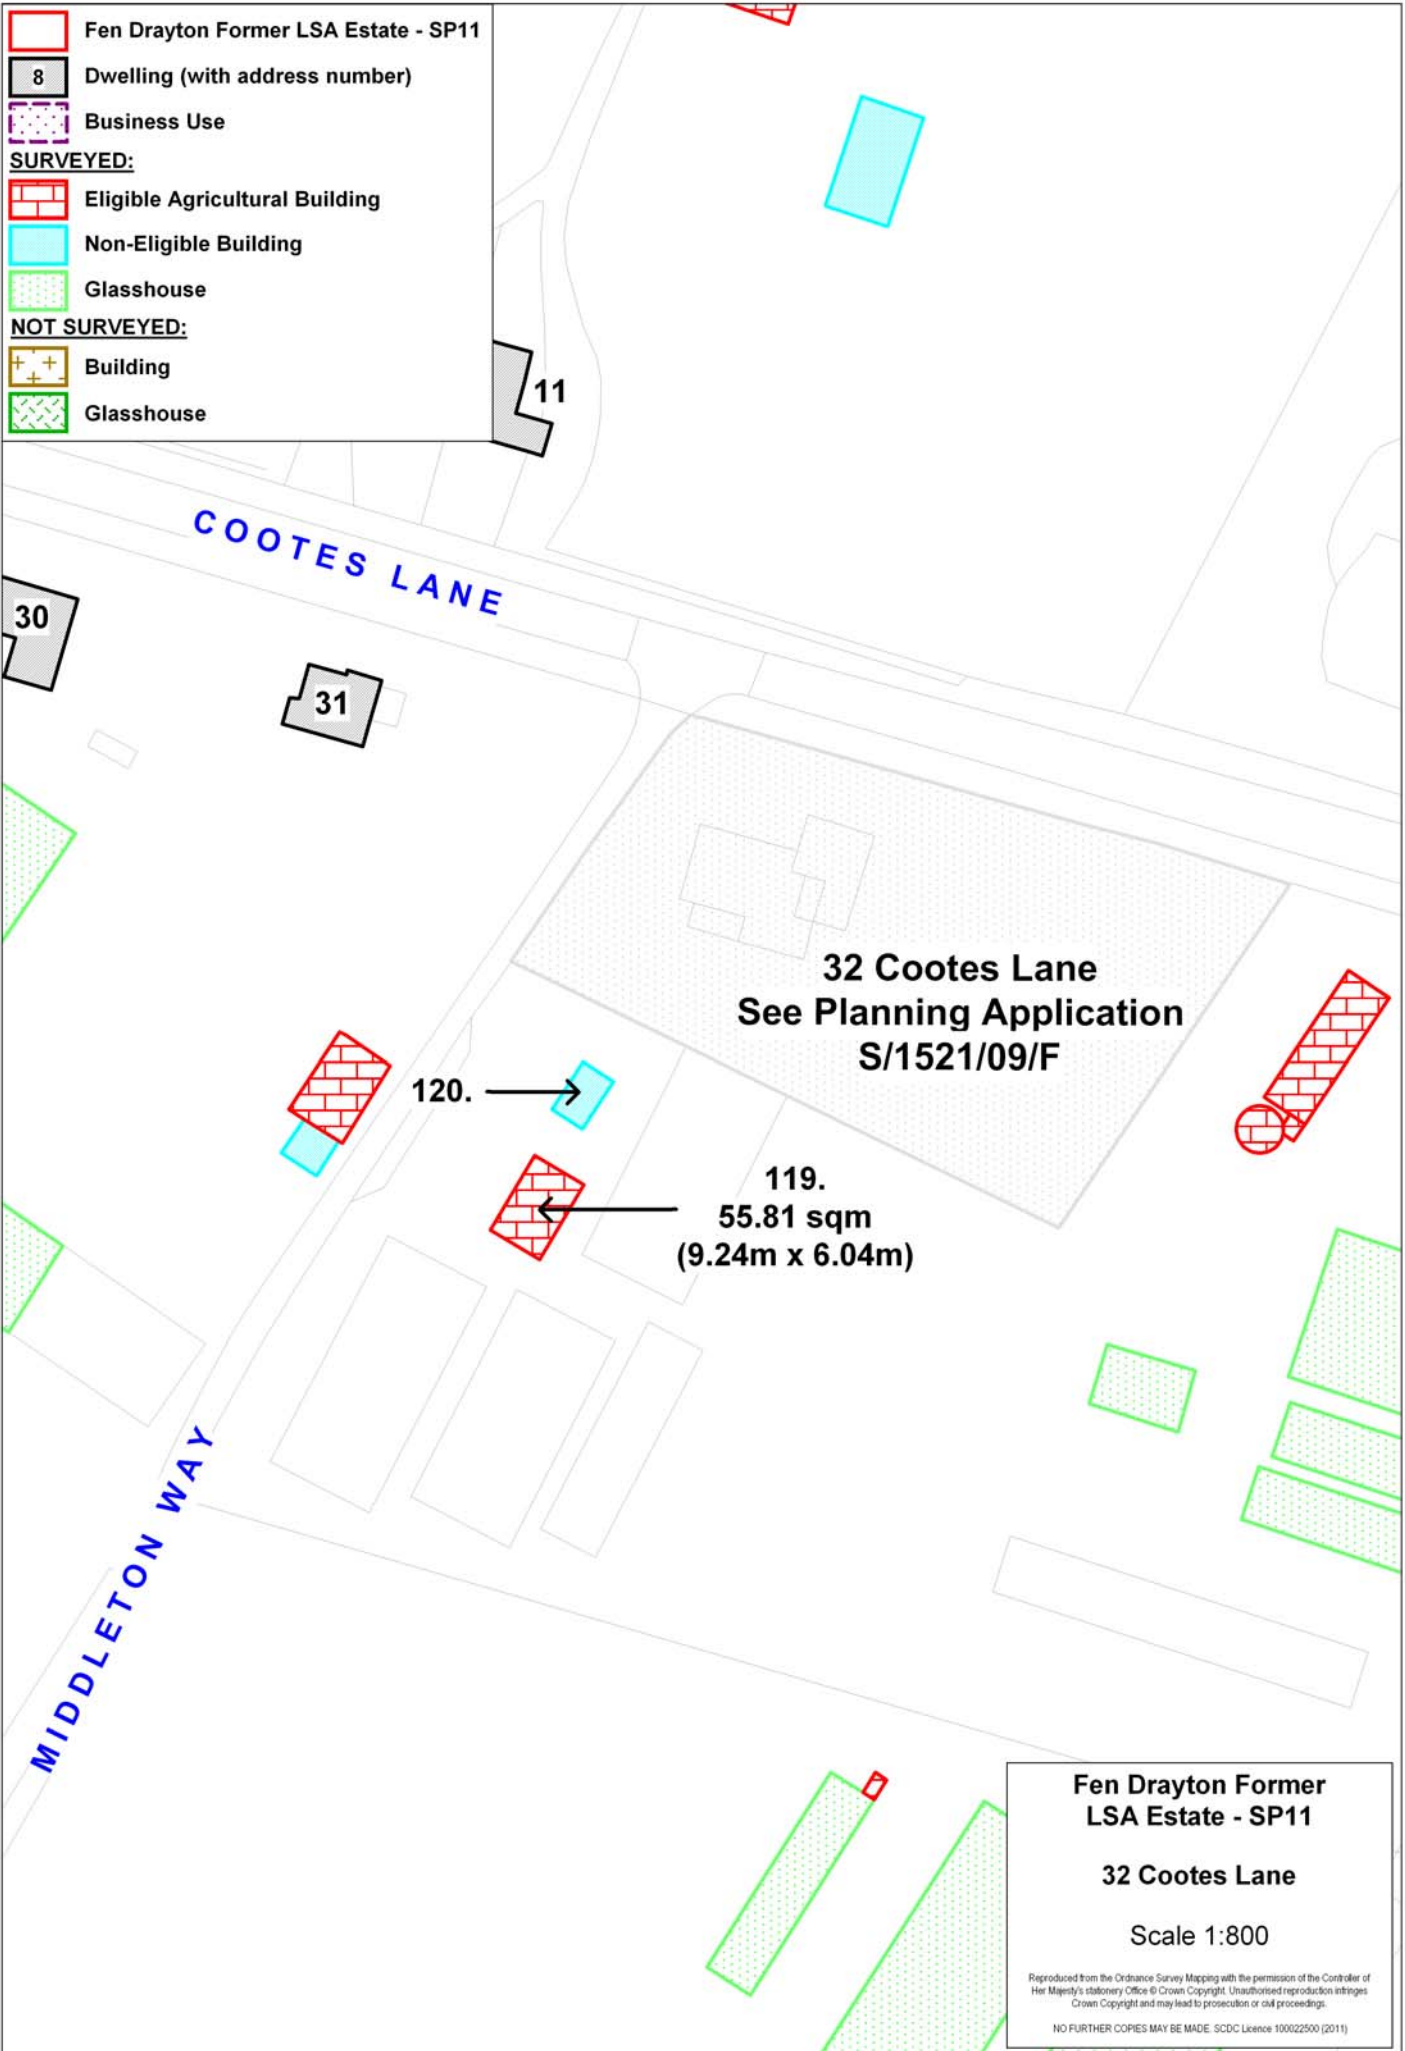 Fen Drayton Former LSA Estate - SP11
8 Dwelling (with address number)
Business Use
SURVEYED:
Eligible Agricultural Building
Non-Eligible Building
Glasshouse
NOT SURVEYED:
Building
Glasshouse
11
COOTES LANE
30
31
32 Cootes Lane
See Planning Application
S/1521/09/F
120.
119.
55.81 sqm
(9.24m x 6.04m)
MIDDLETON WAY
Fen Drayton Former
LSA Estate - SP11
32 Cootes Lane
Scale 1:800
Reproduced from the Ordnance Survey Mapping with the permission of the Controller of
Her Majesty's stationery Office © Crown Copyright. Unauthorised reproduction infringes
Crown Copyright and may lead to prosecution or civil proceedings.
NO FURTHER COPIES MAY BE MADE. SCDC Licence 100022500 (2011)